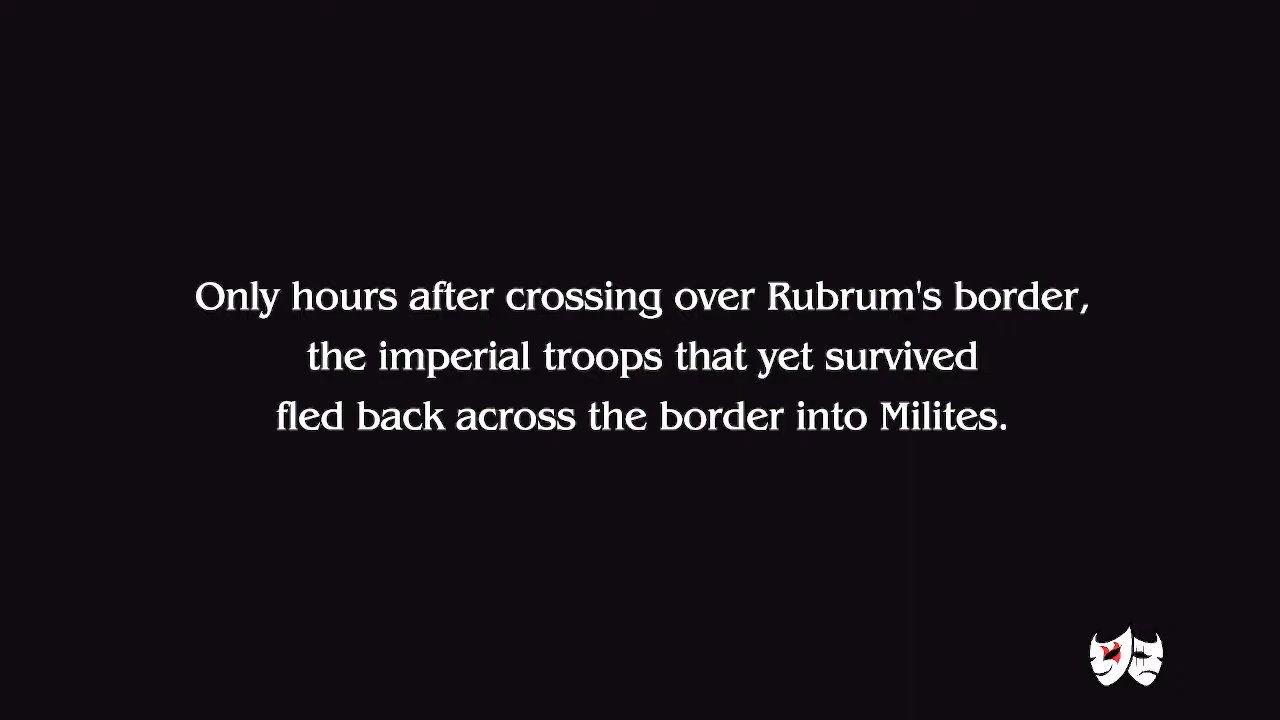 Only hours after crossing over Rubrum's border,
the imperial troops that yet survived
fled back across the border into Milites.